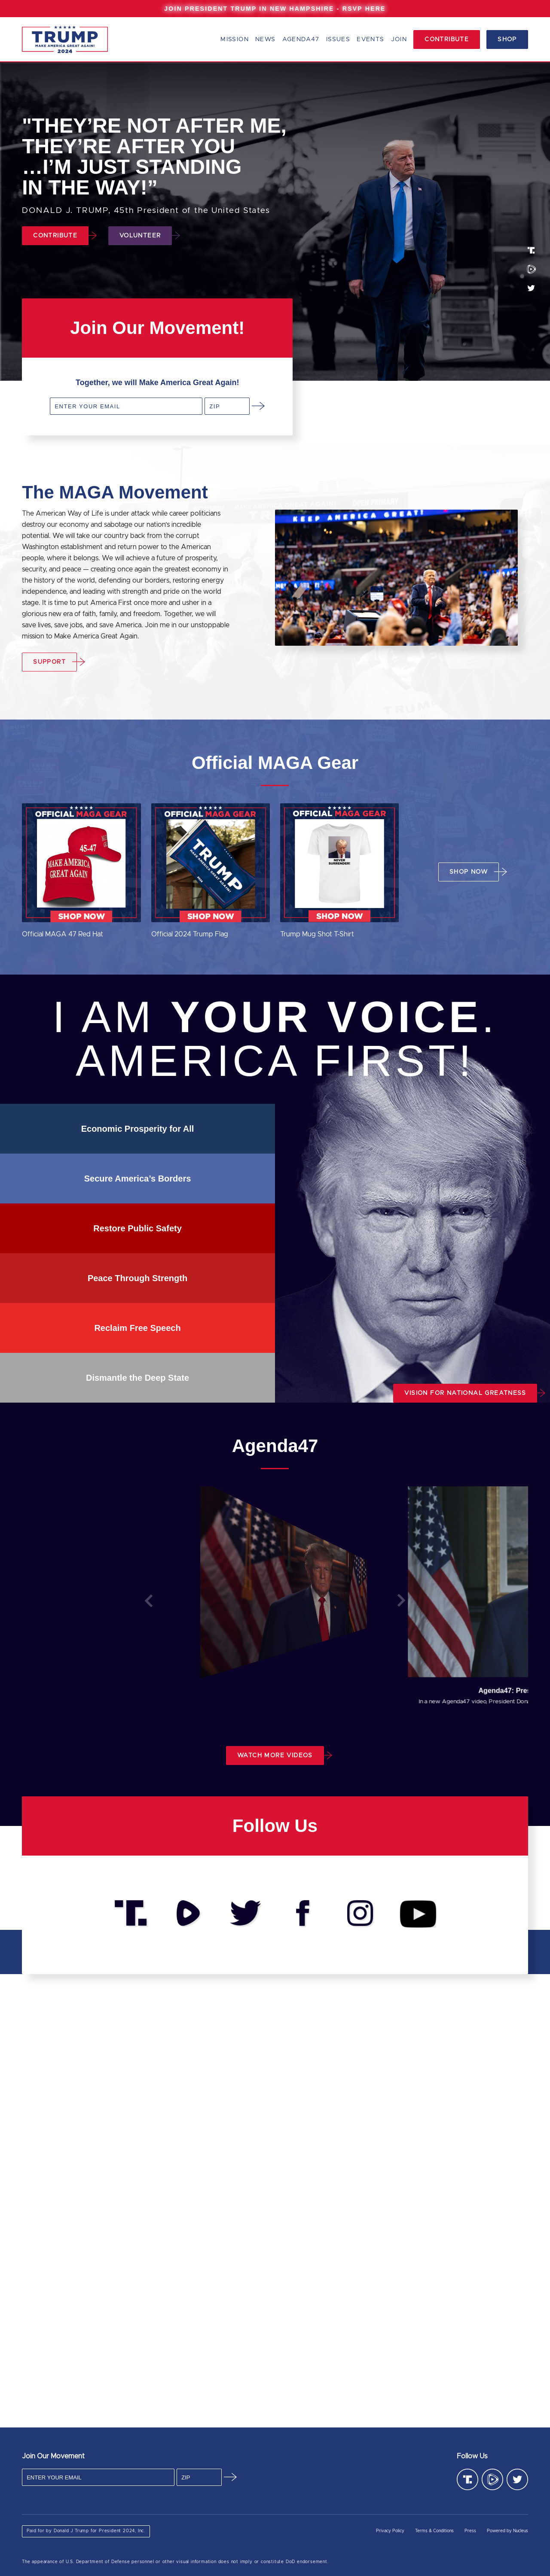 JOIN PRESIDENT TRUMP IN NEW HAMPSHIRE - RSVP HERE
TRUMP
MAKE AMERICA GREAT AGAIN!
2024
MISSION NEWS AGENDA47 ISSUES EVENTS JOIN CONTRIBUTE SHOP
"THEY’RE NOT AFTER ME,
THEY’RE AFTER YOU
…I’M JUST STANDING
IN THE WAY!”
DONALD J. TRUMP, 45th President of the United States
CONTRIBUTE VOLUNTEER
Join Our Movement!
Together, we will Make America Great Again!
ENTER YOUR EMAIL ZIP
The MAGA Movement
The American Way of Life is under attack while career politicians
destroy our economy and sabotage our nation's incredible
potential. We will take our country back from the corrupt
Washington establishment and return power to the American
people, where it belongs. We will achieve a future of prosperity,
security, and peace — creating once again the greatest economy in
the history of the world, defending our borders, restoring energy
independence, and leading with strength and pride on the world
stage. It is time to put America First once more and usher in a
glorious new era of faith, family, and freedom. Together, we will
save lives, save jobs, and save America. Join me in our unstoppable
mission to Make America Great Again.
KEEP AMERICA GREAT!
SUPPORT
TRUM
Official MAGA Gear
OFFICIAL MAGA GEAR
45-47
MAKE AMERICA
GREAT AGAIN
SHOP NOW
Official MAGA 47 Red Hat
OFFICIAL MAGA GEAR
TRUMP
SHOP NOW
Official 2024 Trump Flag
OFFICIAL MAGA GEAR
NEVER
SURRENDER!
SHOP NOW
Trump Mug Shot T-Shirt
SHOP NOW
I AM YOUR VOICE.
AMERICA FIRST!
Economic Prosperity for All
Secure America’s Borders
Restore Public Safety
Peace Through Strength
Reclaim Free Speech
Dismantle the Deep State
VISION FOR NATIONAL GREATNESS
Agenda47
Agenda47: Pre
In a new Agenda47 video, President Don
WATCH MORE VIDEOS
Follow Us
Join Our Movement
ENTER YOUR EMAIL ZIP
Follow Us
Paid for by Donald J Trump for President 2024, Inc.
Privacy Policy Terms & Conditions Press Powered by Nucleus
The appearance of U.S. Department of Defense personnel or other visual information does not imply or constitute DoD endorsement.